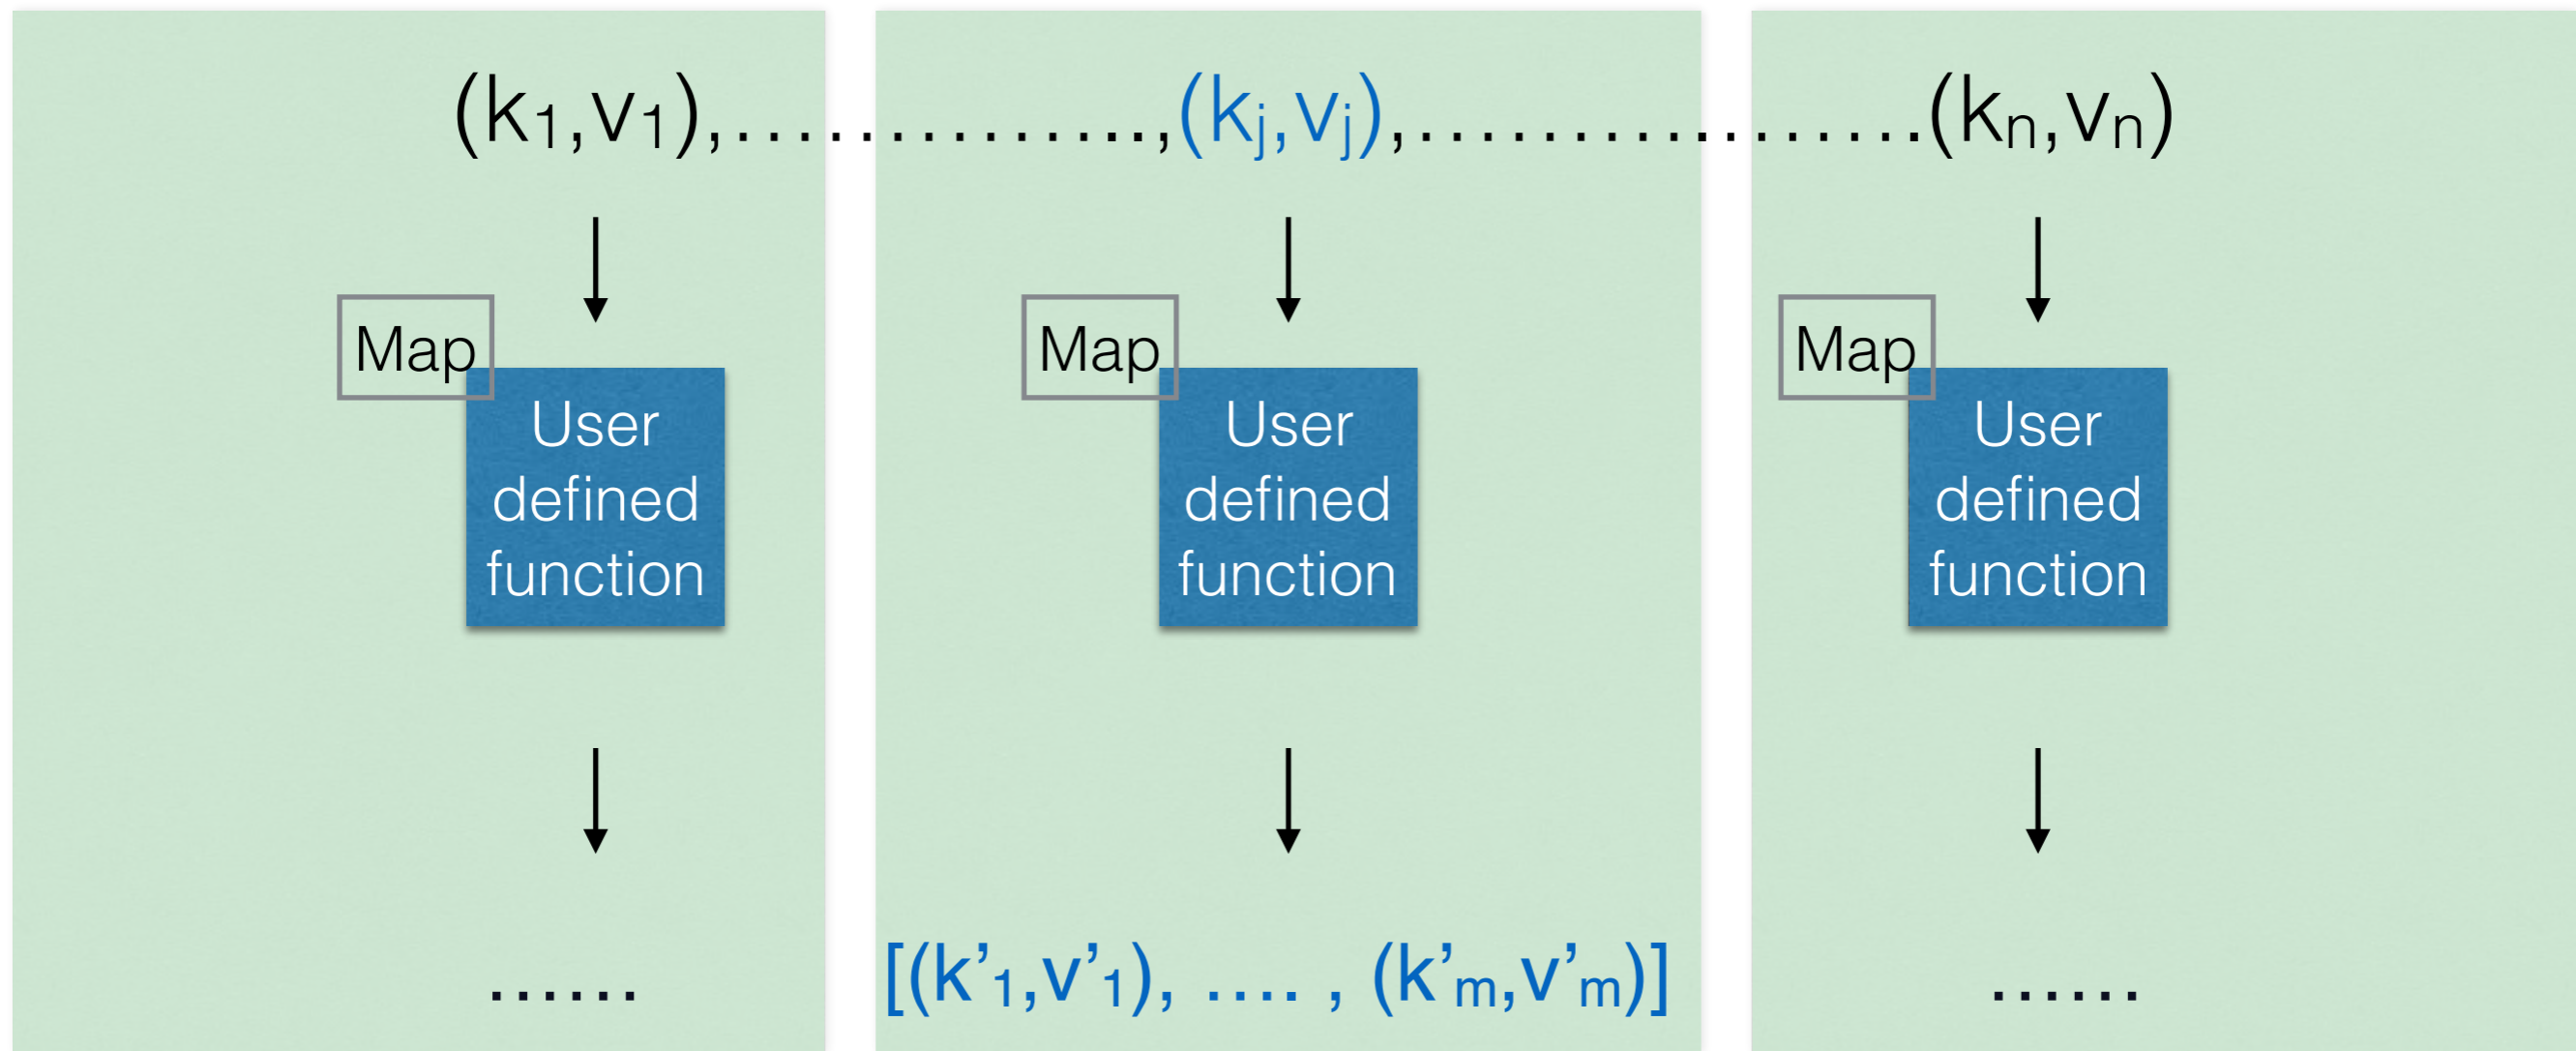 (k₁,v₁),…………..,(kⱼ,vⱼ),………………(kₙ,vₙ)
Map
User
defined
function
Map
User
defined
function
Map
User
defined
function
......
[(k’₁,v’₁), .... , (k’ₘ,v’ₘ)]
......